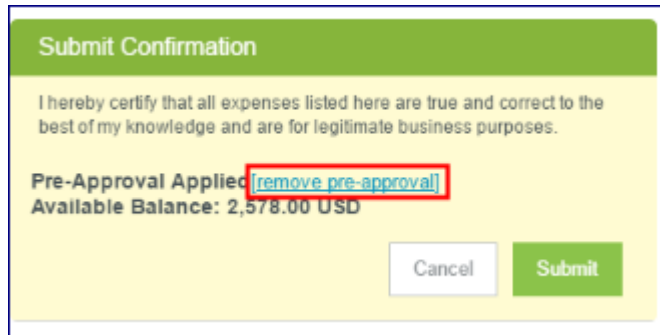 Submit Confirmation
I hereby certify that all expenses listed here are true and correct to the
best of my knowledge and are for legitimate business purposes.
Pre-Approval Applied [remove pre-approval]
Available Balance: 2,578.00 USD
Cancel Submit